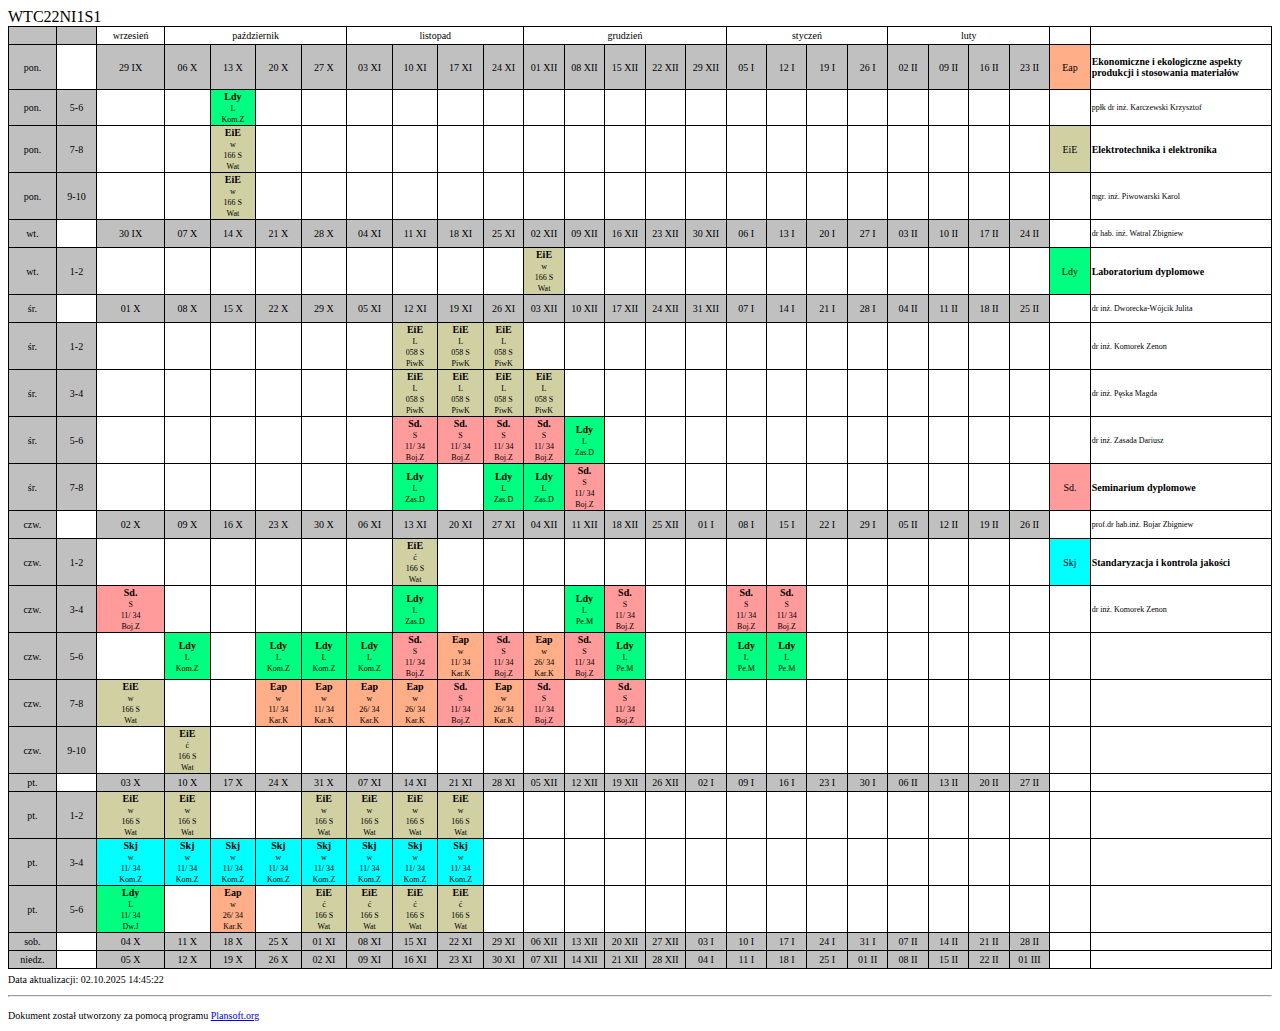 WTC22NI1S1
wrzesień październik listopad grudzień styczeń luty
pon. 29 IX 06 X 13 X 20 X 27 X 03 XI 10 XI 17 XI 24 XI 01 XII 08 XII 15 XII 22 XII 29 XII 05 I 12 I 19 I 26 I 02 II 09 II 16 II 23 II Eap Ekonomiczne i ekologiczne aspekty
produkcji i stosowania materiałów
pon. 5-6 Ldy ppłk dr inż. Karczewski Krzysztof
L
Kom.Z
pon. 7-8 EiE EiE Elektrotechnika i elektronika
w
166 S
Wat
pon. 9-10 EiE mgr. inż. Piwowarski Karol
w
166 S
Wat
wt. 30 IX 07 X 14 X 21 X 28 X 04 XI 11 XI 18 XI 25 XI 02 XII 09 XII 16 XII 23 XII 30 XII 06 I 13 I 20 I 27 I 03 II 10 II 17 II 24 II dr hab. inż. Watral Zbigniew
wt. 1-2 EiE Ldy Laboratorium dyplomowe
w
166 S
Wat
śr. 01 X 08 X 15 X 22 X 29 X 05 XI 12 XI 19 XI 26 XI 03 XII 10 XII 17 XII 24 XII 31 XII 07 I 14 I 21 I 28 I 04 II 11 II 18 II 25 II dr inż. Dworecka-Wójcik Julita
śr. 1-2 EiE EiE EiE dr inż. Komorek Zenon
L L L
058 S 058 S 058 S
PiwK PiwK PiwK
śr. 3-4 EiE EiE EiE EiE dr inż. Pęska Magda
L L L L
058 S 058 S 058 S 058 S
PiwK PiwK PiwK PiwK
śr. 5-6 Sd. Sd. Sd. Sd. Ldy dr inż. Zasada Dariusz
S S S S L
11/ 34 11/ 34 11/ 34 11/ 34
Boj.Z Boj.Z Boj.Z Boj.Z Zas.D
śr. 7-8 Ldy Ldy Ldy Sd. Sd. Seminarium dyplomowe
L L L S
11/ 34
Zas.D Zas.D Zas.D Boj.Z
czw. 02 X 09 X 16 X 23 X 30 X 06 XI 13 XI 20 XI 27 XI 04 XII 11 XII 18 XII 25 XII 01 I 08 I 15 I 22 I 29 I 05 II 12 II 19 II 26 II prof.dr hab.inż. Bojar Zbigniew
czw. 1-2 EiE Skj Standaryzacja i kontrola jakości
ć
166 S
Wat
czw. 3-4 Sd. Ldy Ldy Sd. Sd. Sd. dr inż. Komorek Zenon
S L L S S S
11/ 34 11/ 34 11/ 34 11/ 34
Boj.Z Zas.D Pe.M Boj.Z Boj.Z Boj.Z
czw. 5-6 Ldy Ldy Ldy Ldy Sd. Eap Sd. Eap Sd. Ldy Ldy Ldy
L L L L S w S w S L L L
11/ 34 11/ 34 11/ 34 26/ 34 11/ 34
Kom.Z Kom.Z Kom.Z Kom.Z Boj.Z Kar.K Boj.Z Kar.K Boj.Z Pe.M Pe.M Pe.M
czw. 7-8 EiE Eap Eap Eap Eap Sd. Eap Sd. Sd.
w w w w w S w S S
166 S 11/ 34 11/ 34 26/ 34 26/ 34 11/ 34 26/ 34 11/ 34 11/ 34
Wat Kar.K Kar.K Kar.K Kar.K Boj.Z Kar.K Boj.Z Boj.Z
czw. 9-10 EiE
ć
166 S
Wat
pt. 03 X 10 X 17 X 24 X 31 X 07 XI 14 XI 21 XI 28 XI 05 XII 12 XII 19 XII 26 XII 02 I 09 I 16 I 23 I 30 I 06 II 13 II 20 II 27 II
pt. 1-2 EiE EiE EiE EiE EiE EiE
w w w w w w
166 S 166 S 166 S 166 S 166 S 166 S
Wat Wat Wat Wat Wat Wat
pt. 3-4 Skj Skj Skj Skj Skj Skj Skj Skj
w w w w w w w w
11/ 34 11/ 34 11/ 34 11/ 34 11/ 34 11/ 34 11/ 34 11/ 34
Kom.Z Kom.Z Kom.Z Kom.Z Kom.Z Kom.Z Kom.Z Kom.Z
pt. 5-6 Ldy Eap EiE EiE EiE EiE
L w ć ć ć ć
11/ 34 26/ 34 166 S 166 S 166 S 166 S
Dw.J Kar.K Wat Wat Wat Wat
sob. 04 X 11 X 18 X 25 X 01 XI 08 XI 15 XI 22 XI 29 XI 06 XII 13 XII 20 XII 27 XII 03 I 10 I 17 I 24 I 31 I 07 II 14 II 21 II 28 II
niedz. 05 X 12 X 19 X 26 X 02 XI 09 XI 16 XI 23 XI 30 XI 07 XII 14 XII 21 XII 28 XII 04 I 11 I 18 I 25 I 01 II 08 II 15 II 22 II 01 III
Data aktualizacji: 02.10.2025 14:45:22
Dokument został utworzony za pomocą programu Plansoft.org